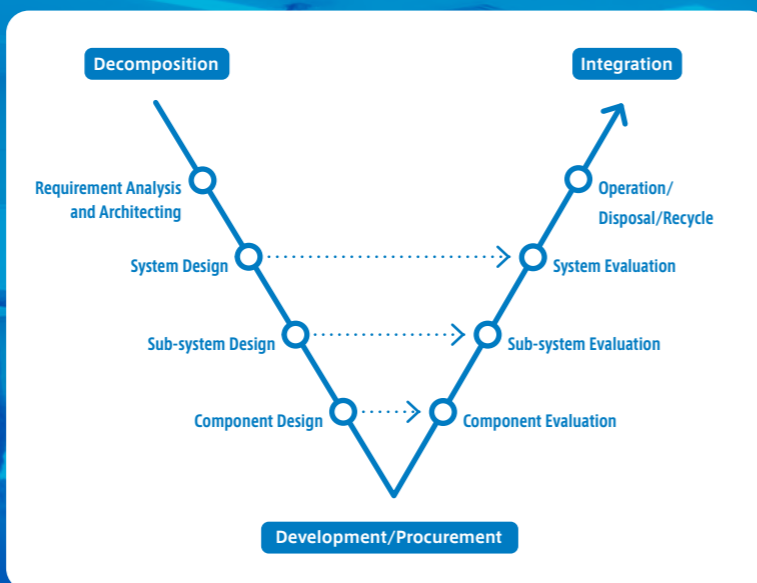 Decomposition
Integration
Requirement Analysis
and Architecting
Operation/
Disposal/Recycle
System Design
System Evaluation
Sub-system Design
Sub-system Evaluation
Component Design
Component Evaluation
Development/Procurement